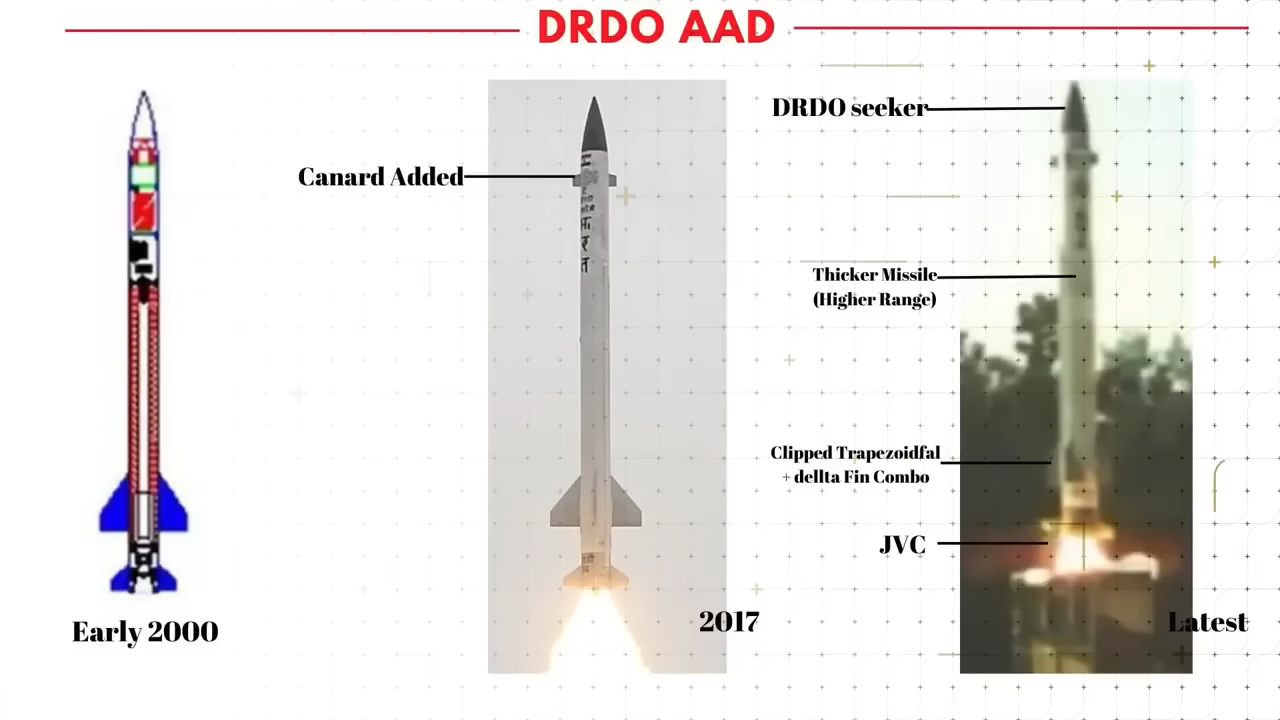 DRDO AAD
Early 2000
Canard Added
2017
DRDO seeker
Thicker Missile
(Higher Range)
Clipped Trapezoidfal
+ dellta Fin Combo
JVC
Latest